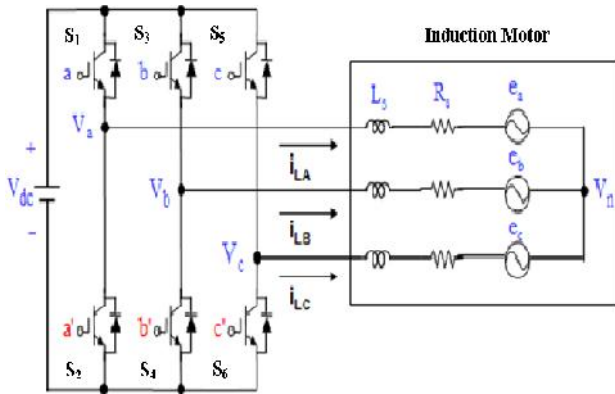 S1 S3 S5
Induction Motor
a b c
Ls Rs ea
Va
+
iLA
Vdc
Vb
eb
Vn
-
iLB
Vc
ec
iLC
a' b' c'
S2 S4 S6